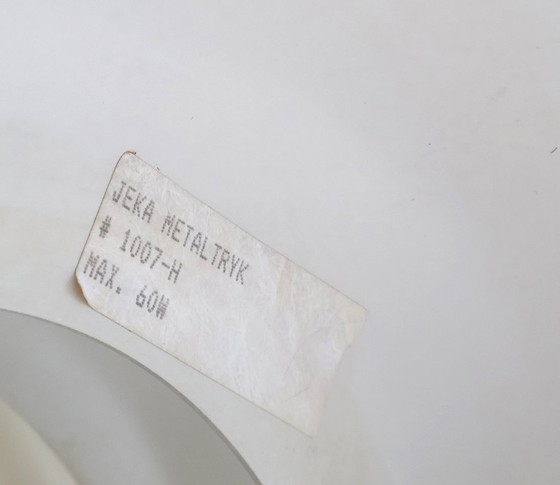 JEKA METALTRYK
# 1007-H
MAX. 60W